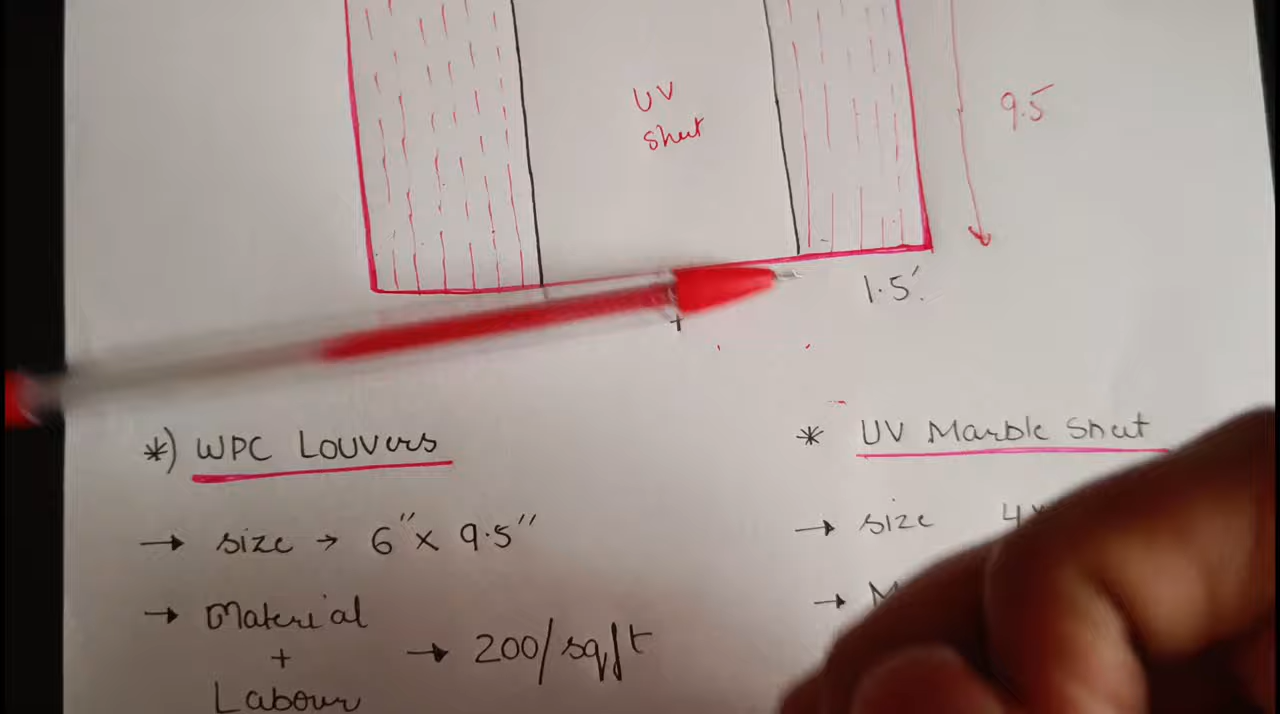 UV
Sheet
9.5
1.5'
*) WPC Louvers
→ size → 6" x 9.5"
→ Material
+
Labour
→ 200/sqft
* UV Marble Sheet
→ size 4
→ M